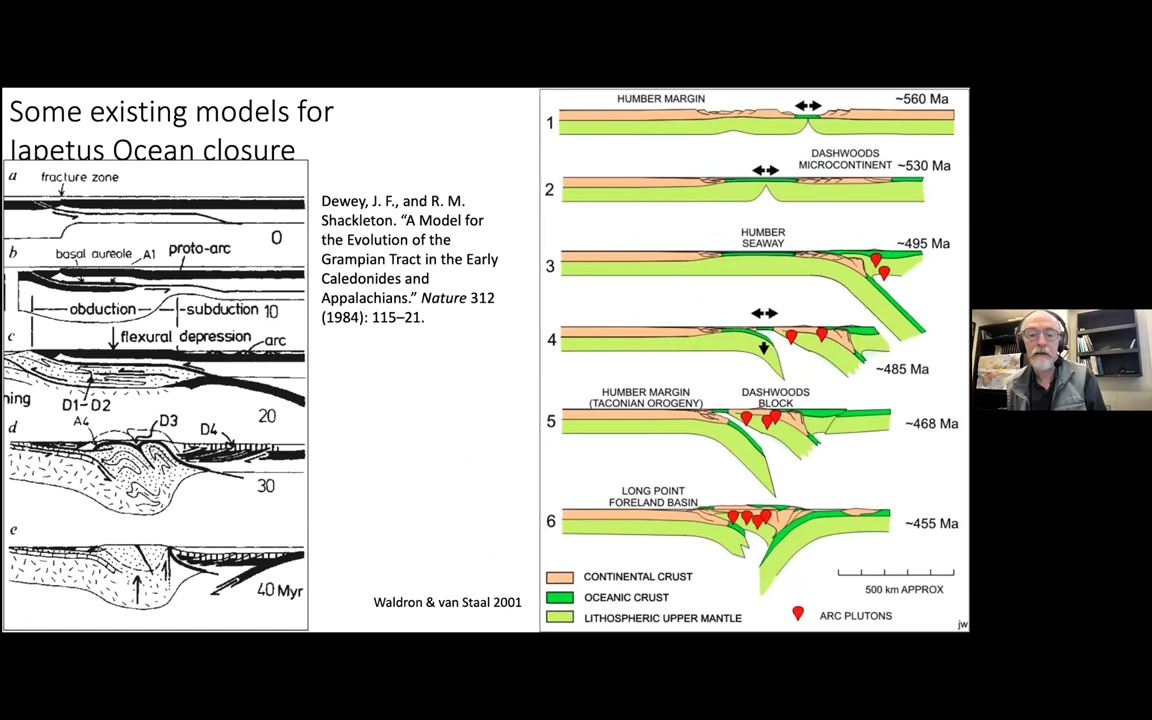 Some existing models for
Iapetus Ocean closure
a
fracture zone
0
b
basal aureole
A1
proto-arc
obduction
subduction
10
c
flexural depression
arc
ning
D1-D2
20
A4
D3
D4
d
30
e
40 Myr
Dewey, J. F., and R. M.
Shackleton. “A Model for
the Evolution of the
Grampian Tract in the Early
Caledonides and
Appalachians.” Nature 312
(1984): 115–21.
Waldron & van Staal 2001
HUMBER MARGIN
~560 Ma
1
DASHWOODS
MICROCONTINENT
~530 Ma
2
HUMBER
SEAWAY
~495 Ma
3
4
~485 Ma
HUMBER MARGIN
(TACONIAN OROGENY)
DASHWOODS
BLOCK
5
~468 Ma
LONG POINT
FORELAND BASIN
6
~455 Ma
CONTINENTAL CRUST
OCEANIC CRUST
LITHOSPHERIC UPPER MANTLE
500 km APPROX
ARC PLUTONS
jw